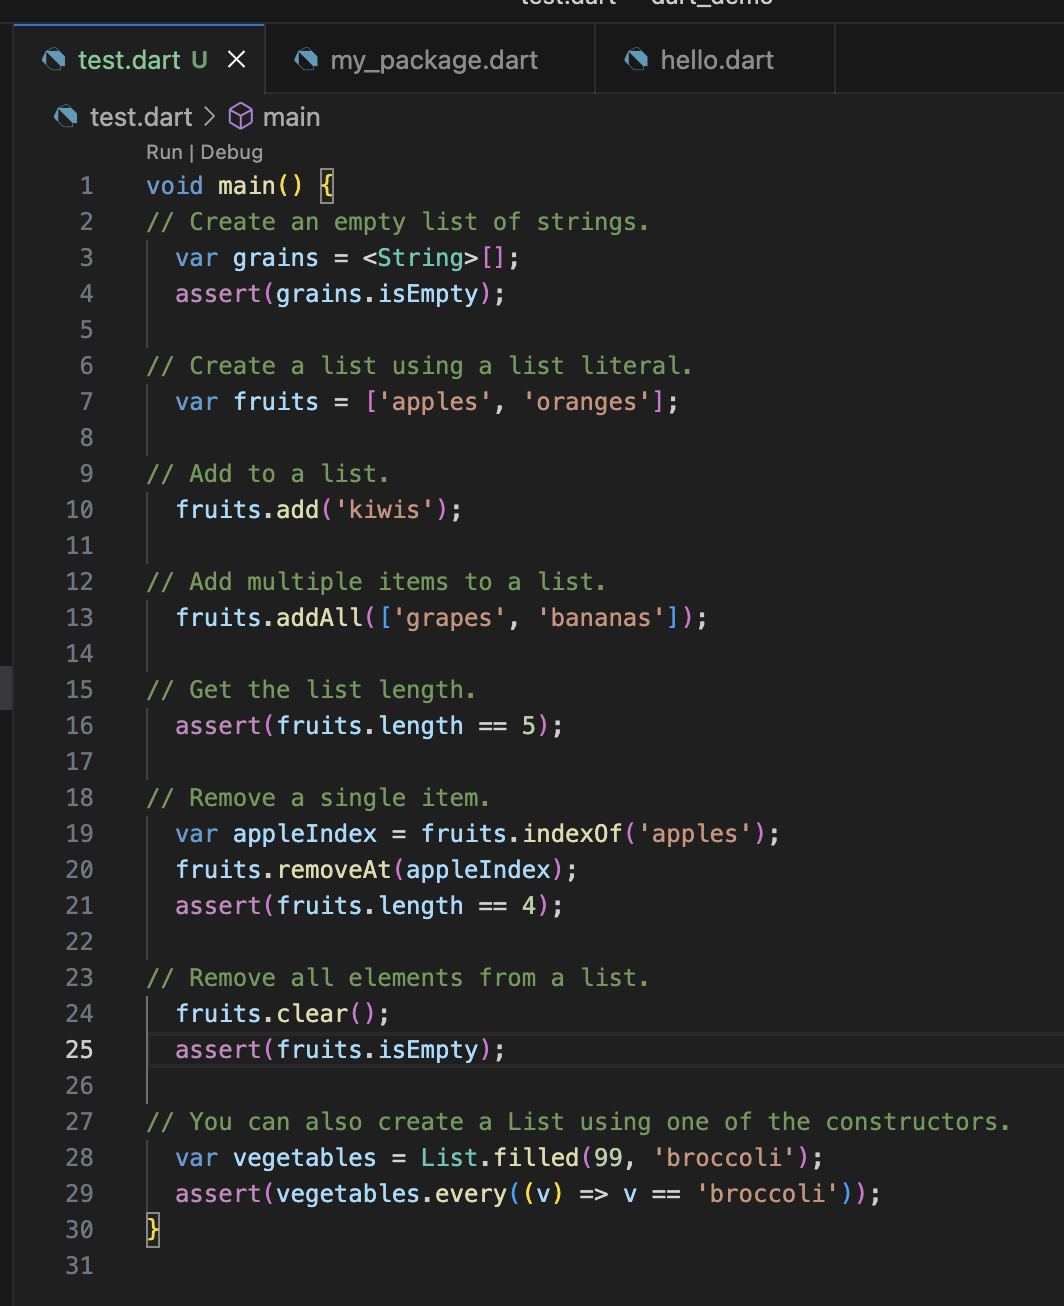 test.dart U
my_package.dart
hello.dart
test.dart > main
Run | Debug
1 void main() {
2 // Create an empty list of strings.
3   var grains = <String>[];
4   assert(grains.isEmpty);
5
6 // Create a list using a list literal.
7   var fruits = ['apples', 'oranges'];
8
9 // Add to a list.
10   fruits.add('kiwis');
11
12 // Add multiple items to a list.
13   fruits.addAll(['grapes', 'bananas']);
14
15 // Get the list length.
16   assert(fruits.length == 5);
17
18 // Remove a single item.
19   var appleIndex = fruits.indexOf('apples');
20   fruits.removeAt(appleIndex);
21   assert(fruits.length == 4);
22
23 // Remove all elements from a list.
24   fruits.clear();
25   assert(fruits.isEmpty);
26
27 // You can also create a List using one of the constructors.
28   var vegetables = List.filled(99, 'broccoli');
29   assert(vegetables.every((v) => v == 'broccoli'));
30 }
31